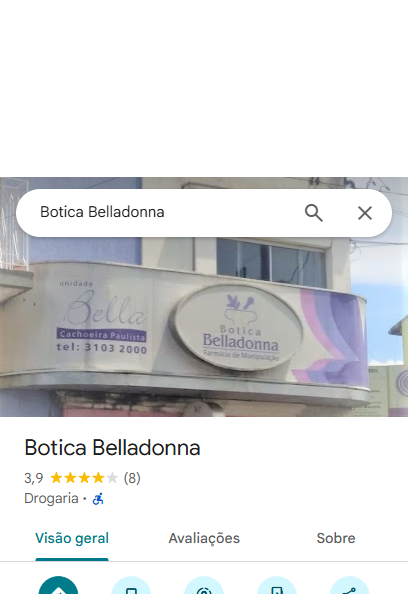 Botica Belladonna
unidade
Bella
Cachoeira Paulista
tel: 3103 2000
Botica
Belladonna
Farmácia de Manipulação
Botica Belladonna
3,9 (8)
Drogaria ·
Visão geral Avaliações Sobre